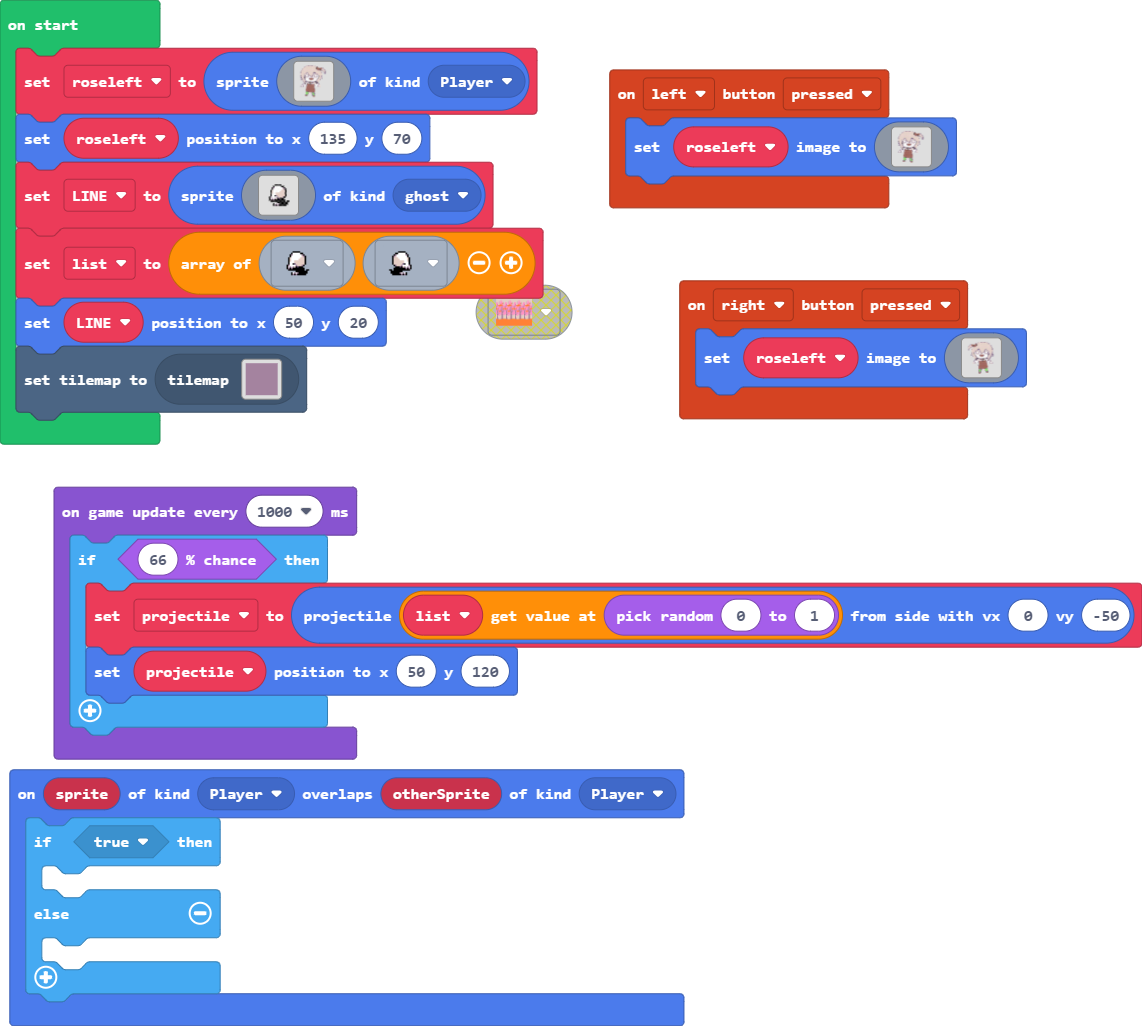 on start
set roseleft to sprite of kind Player
set roseleft position to x 135 y 70
set LINE to sprite of kind ghost
set list to array of
set LINE position to x 50 y 20
set tilemap to tilemap
on left button pressed
set roseleft image to
on right button pressed
set roseleft image to
on game update every 1000 ms
if 66 % chance then
set projectile to projectile list get value at pick random 0 to 1 from side with vx 0 vy -50
set projectile position to x 50 y 120
on sprite of kind Player overlaps otherSprite of kind Player
if true then
else